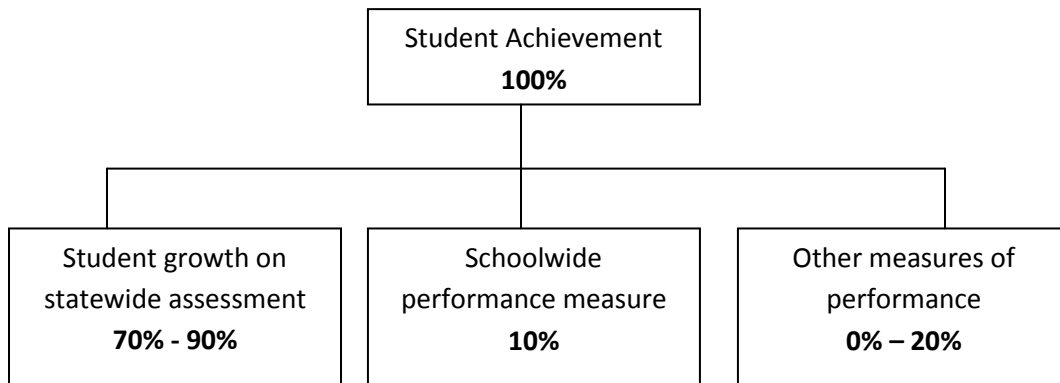 Student Achievement
100%
Student growth on
statewide assessment
70% - 90%
Schoolwide
performance measure
10%
Other measures of
performance
0% – 20%